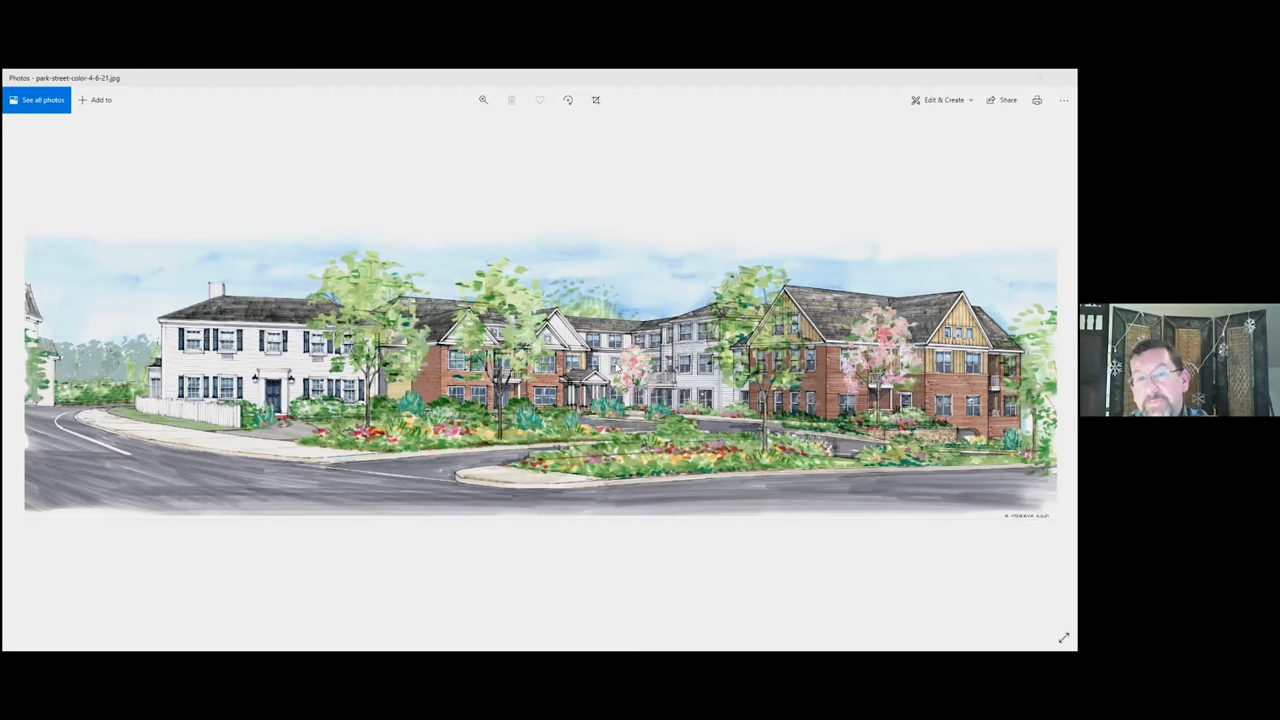 Photos - park-street-color-4-6-21.jpg
See all photos
Add to
Edit & Create
Share